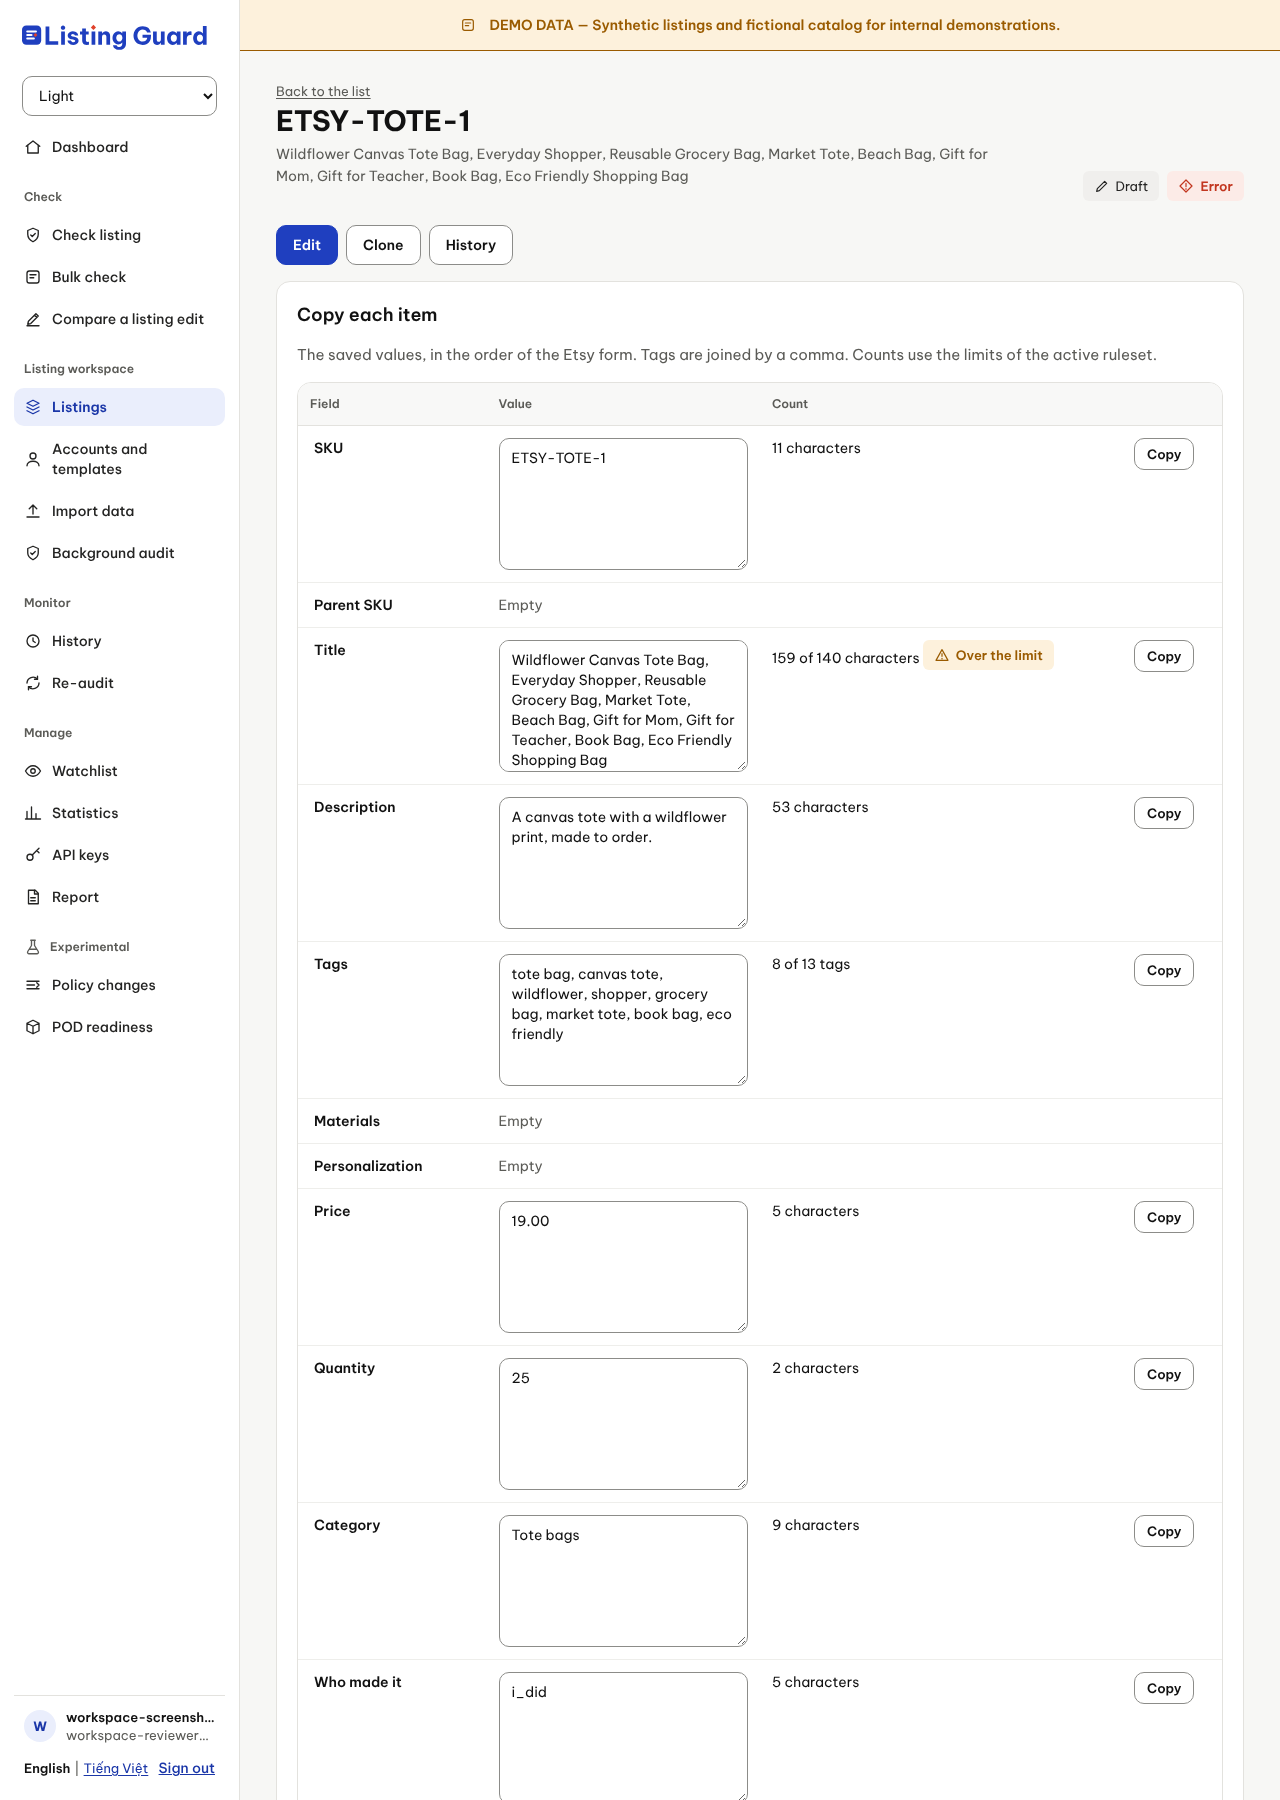 Listing Guard
Light
Dashboard
Check
Check listing
Bulk check
Compare a listing edit
Listing workspace
Listings
Accounts and
templates
Import data
Background audit
Monitor
History
Re-audit
Manage
Watchlist
Statistics
API keys
Report
Experimental
Policy changes
POD readiness
W
workspace-screensh...
workspace-reviewer...
English | Tiếng Việt Sign out
DEMO DATA — Synthetic listings and fictional catalog for internal demonstrations.
Back to the list
ETSY-TOTE-1
Wildflower Canvas Tote Bag, Everyday Shopper, Reusable Grocery Bag, Market Tote, Beach Bag, Gift for
Mom, Gift for Teacher, Book Bag, Eco Friendly Shopping Bag
Draft
Error
Edit
Clone
History
Copy each item
The saved values, in the order of the Etsy form. Tags are joined by a comma. Counts use the limits of the active ruleset.
Field Value Count
SKU
ETSY-TOTE-1
11 characters
Copy
Parent SKU
Empty
Title
Wildflower Canvas Tote Bag,
Everyday Shopper, Reusable
Grocery Bag, Market Tote,
Beach Bag, Gift for Mom, Gift for
Teacher, Book Bag, Eco Friendly
Shopping Bag
159 of 140 characters
Over the limit
Copy
Description
A canvas tote with a wildflower
print, made to order.
53 characters
Copy
Tags
tote bag, canvas tote,
wildflower, shopper, grocery
bag, market tote, book bag, eco
friendly
8 of 13 tags
Copy
Materials
Empty
Personalization
Empty
Price
19.00
5 characters
Copy
Quantity
25
2 characters
Copy
Category
Tote bags
9 characters
Copy
Who made it
i_did
5 characters
Copy